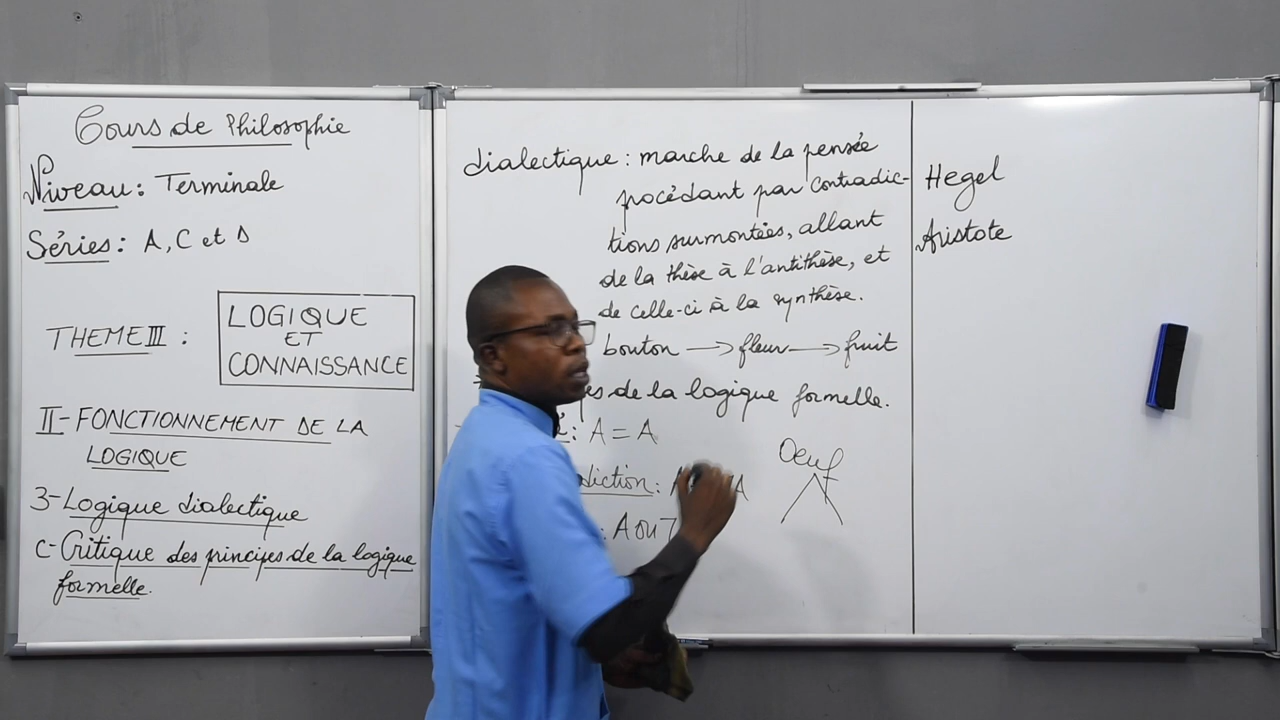 Cours de Philosophie
Niveau : Terminale
Séries : A, C et D
THEME III :
LOGIQUE
ET
CONNAISSANCE
II- FONCTIONNEMENT DE LA
LOGIQUE
3- Logique dialectique
c- Critique des principes de la logique
formelle.
dialectique : marche de la pensée
procédant par contradic-
tions surmontées, allant
de la thèse à l'antithèse, et
de celle-ci à la synthèse.
bouton → fleur → fruit
de la logique formelle.
: A = A
: A
: A ou
Oeuf
Hegel
Aristote